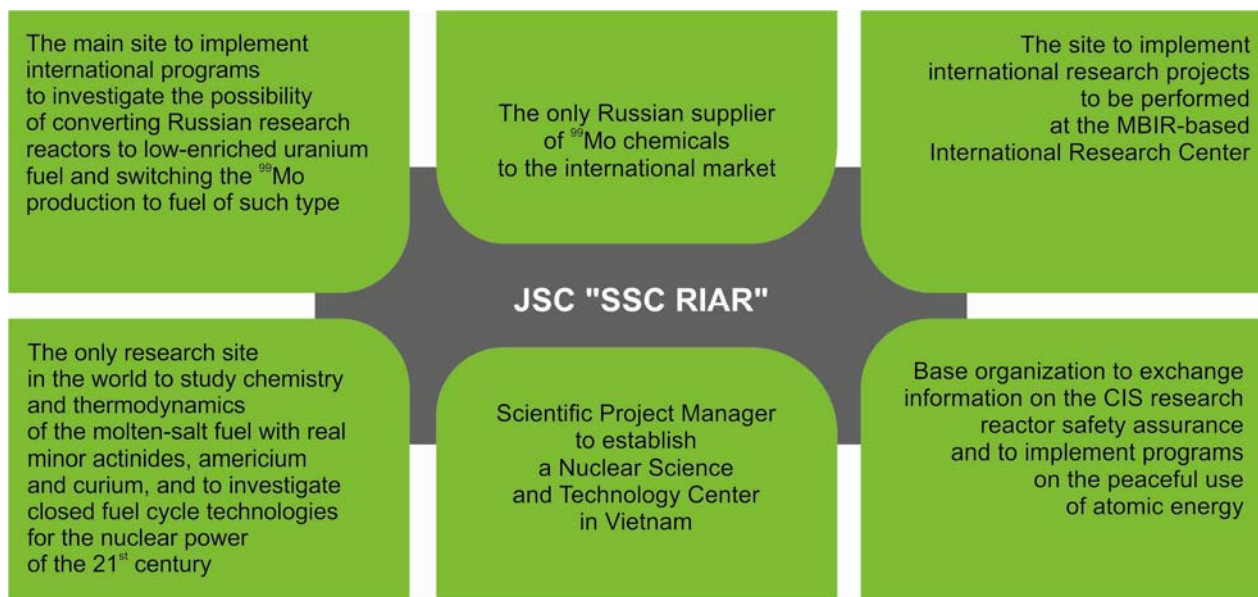 The main site to implement
international programs
to investigate the possibility
of converting Russian research
reactors to low-enriched uranium
fuel and switching the ⁹⁹Mo
production to fuel of such type
The only Russian supplier
of ⁹⁹Mo chemicals
to the international market
The site to implement
international research projects
to be performed
at the MBIR-based
International Research Center
JSC "SSC RIAR"
The only research site
in the world to study chemistry
and thermodynamics
of the molten-salt fuel with real
minor actinides, americium
and curium, and to investigate
closed fuel cycle technologies
for the nuclear power
of the 21ˢᵗ century
Scientific Project Manager
to establish
a Nuclear Science
and Technology Center
in Vietnam
Base organization to exchange
information on the CIS research
reactor safety assurance
and to implement programs
on the peaceful use
of atomic energy